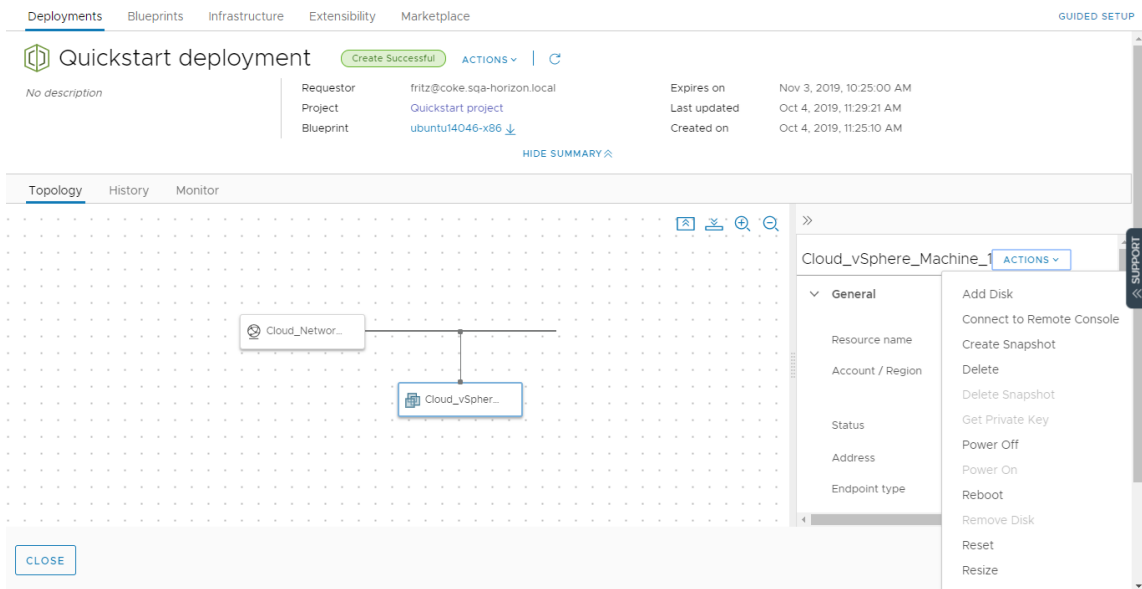 Deployments Blueprints Infrastructure Extensibility Marketplace GUIDED SETUP
Quickstart deployment Create Successful ACTIONS
No description
Requestor fritz@coke.sqa-horizon.local Expires on Nov 3, 2019, 10:25:00 AM
Project Quickstart project Last updated Oct 4, 2019, 11:29:21 AM
Blueprint ubuntu14046-x86 Created on Oct 4, 2019, 11:25:10 AM
HIDE SUMMARY
Topology History Monitor
Cloud_Networ...
Cloud_vSpher...
Cloud_vSphere_Machine_1 ACTIONS
General
Resource name
Account / Region
Status
Address
Endpoint type
Add Disk
Connect to Remote Console
Create Snapshot
Delete
Delete Snapshot
Get Private Key
Power Off
Power On
Reboot
Remove Disk
Reset
Resize
SUPPORT
CLOSE